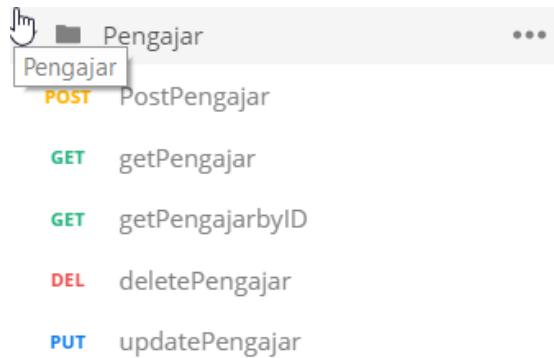 Pengajar
Pengajar
POST PostPengajar
GET getPengajar
GET getPengajarbyID
DEL deletePengajar
PUT updatePengajar